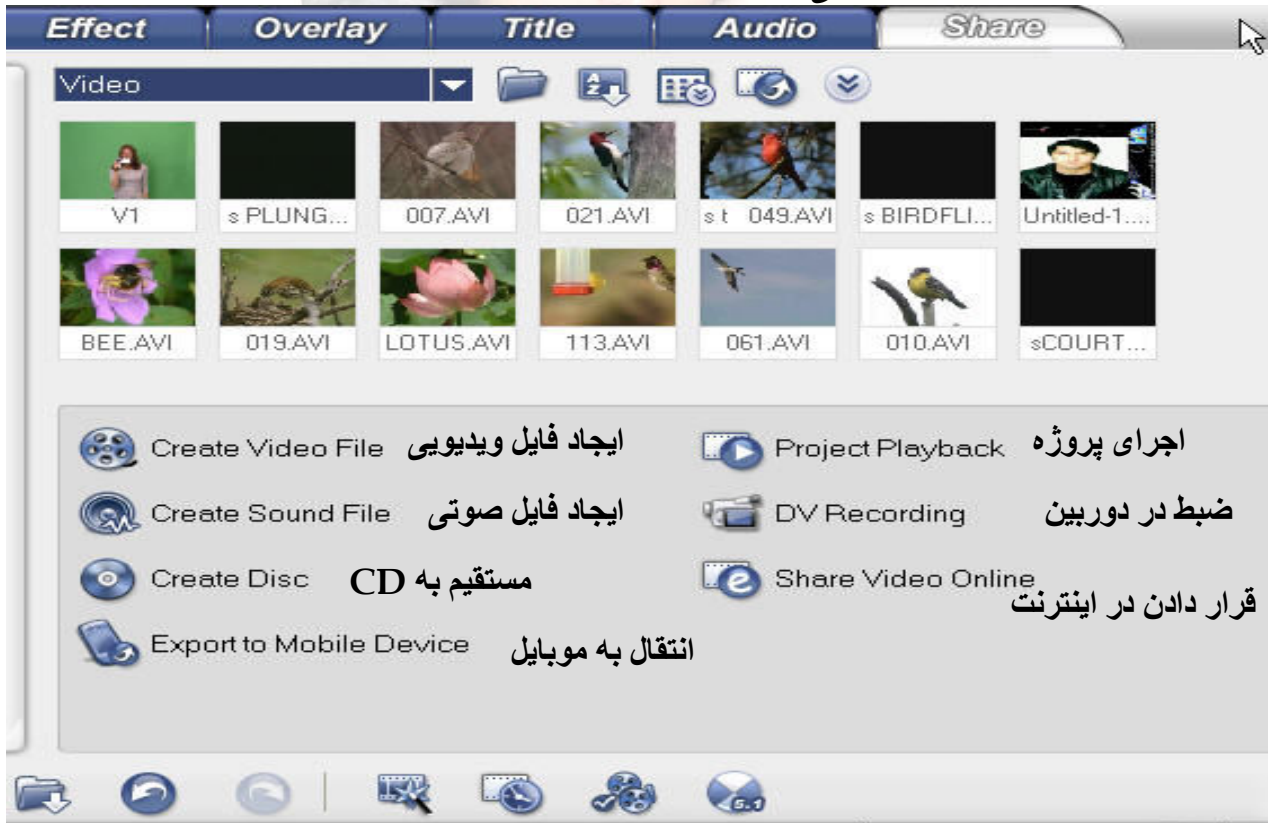 Effect Overlay Title Audio Share
Video
V1 s PLUNG... 007.AVI 021.AVI s t 049.AVI s BIRDFLI... Untitled-1....
BEE.AVI 019.AVI LOTUS.AVI 113.AVI 061.AVI 010.AVI sCOURT...
Create Video File ایجاد فایل ویدیویی
Project Playback اجرای پروژه
Create Sound File ایجاد فایل صوتی
DV Recording ضبط در دوربین
Create Disc مستقیم به CD
Share Video Online
قرار دادن در اینترنت
Export to Mobile Device انتقال به موبایل
5.1